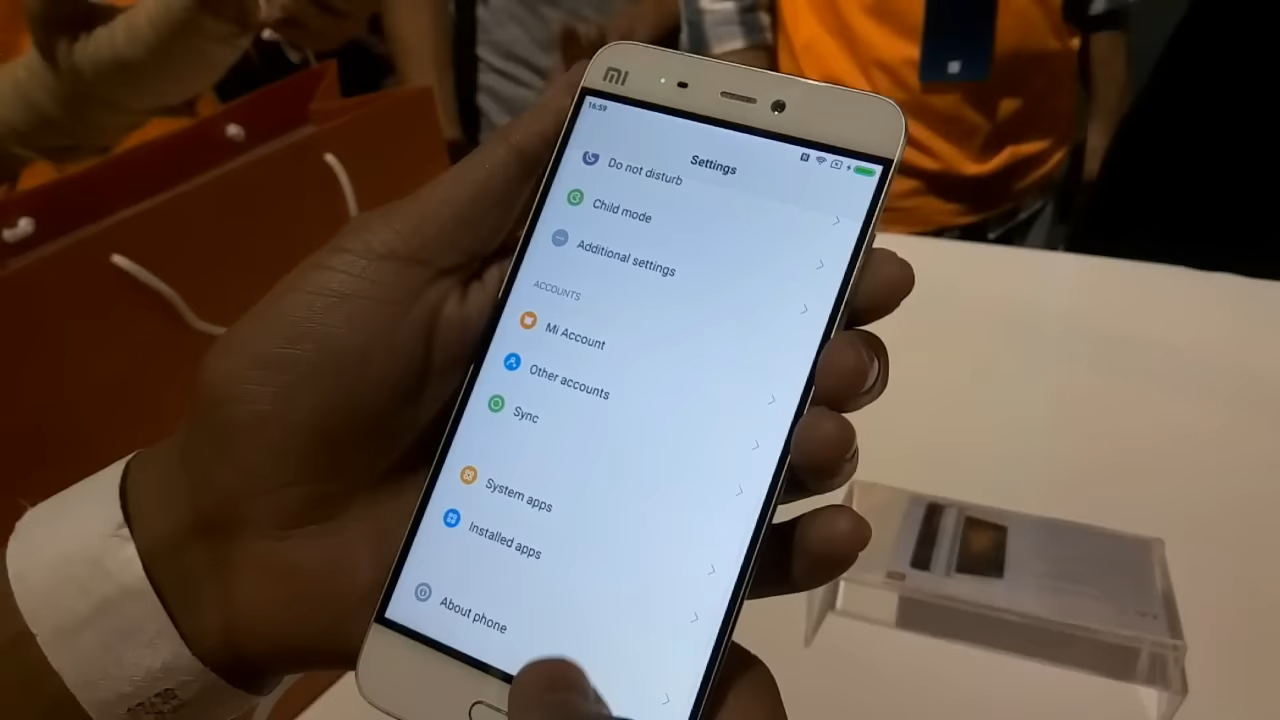 mi
16:59
Settings
Do not disturb
Child mode
Additional settings
ACCOUNTS
Mi Account
Other accounts
Sync
System apps
Installed apps
About phone